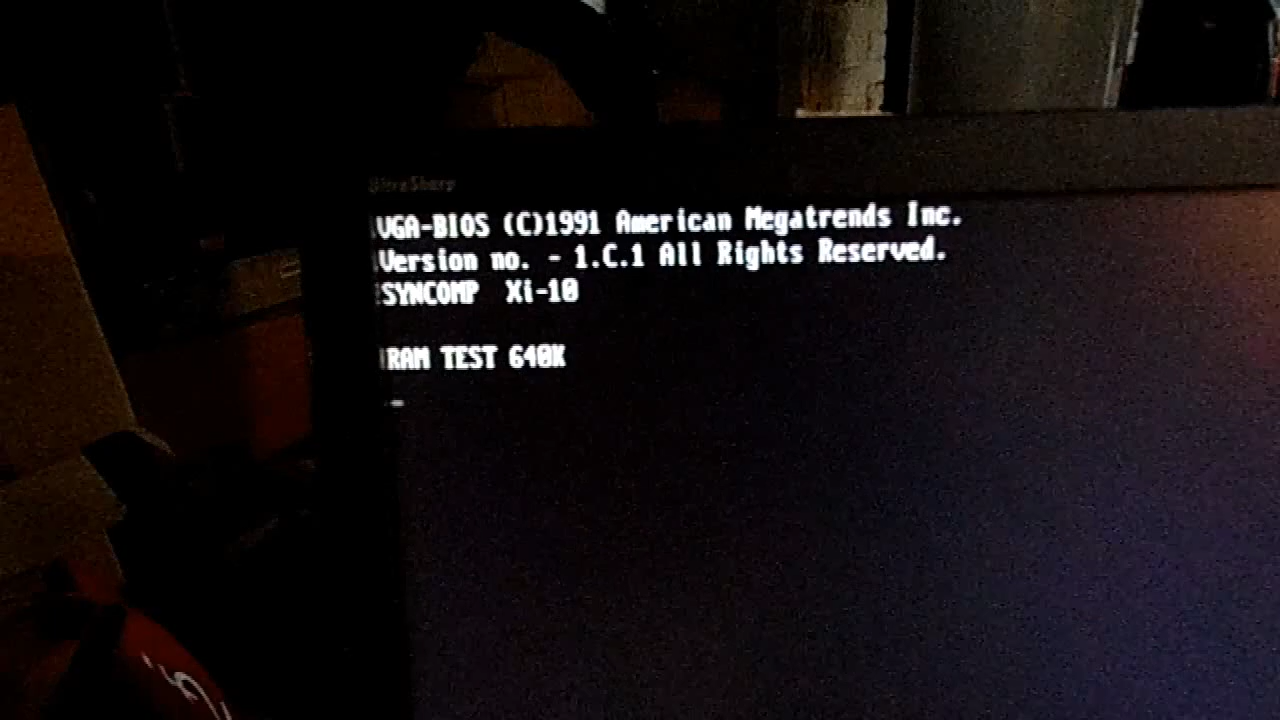 UltraSharp
VGA-BIOS (C)1991 American Megatrends Inc.
Version no. - 1.C.1 All Rights Reserved.
SYNCOMP Xi-10
RAM TEST 640K